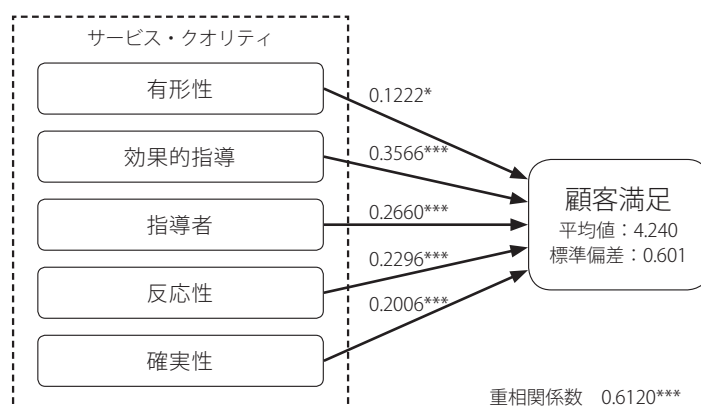 サービス・クオリティ
有形性
0.1222*
効果的指導
0.3566***
指導者
0.2660***
反応性
0.2296***
確実性
0.2006***
顧客満足
平均値：4.240
標準偏差：0.601
重相関係数 0.6120***